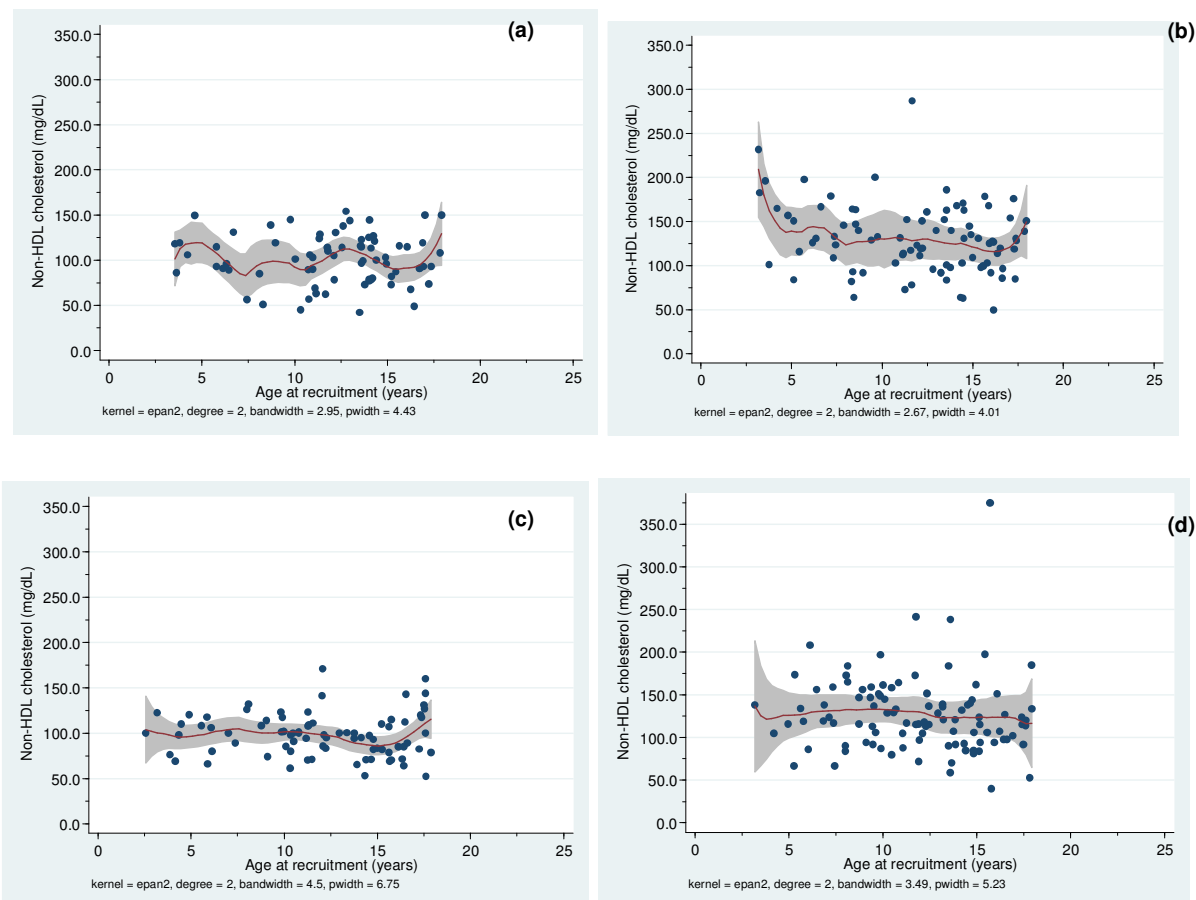 (a)
Non-HDL cholesterol (mg/dL)
350.0
300.0
250.0
200.0
150.0
100.0
50.0
0.0
0 5 10 15 20 25
Age at recruitment (years)
kernel = epan2, degree = 2, bandwidth = 2.95, pwidth = 4.43
(b)
Non-HDL cholesterol (mg/dL)
350.0
300.0
250.0
200.0
150.0
100.0
50.0
0.0
0 5 10 15 20 25
Age at recruitment (years)
kernel = epan2, degree = 2, bandwidth = 2.67, pwidth = 4.01
(c)
Non-HDL cholesterol (mg/dL)
350.0
300.0
250.0
200.0
150.0
100.0
50.0
0.0
0 5 10 15 20 25
Age at recruitment (years)
kernel = epan2, degree = 2, bandwidth = 4.5, pwidth = 6.75
(d)
Non-HDL cholesterol (mg/dL)
350.0
300.0
250.0
200.0
150.0
100.0
50.0
0.0
0 5 10 15 20 25
Age at recruitment (years)
kernel = epan2, degree = 2, bandwidth = 3.49, pwidth = 5.23